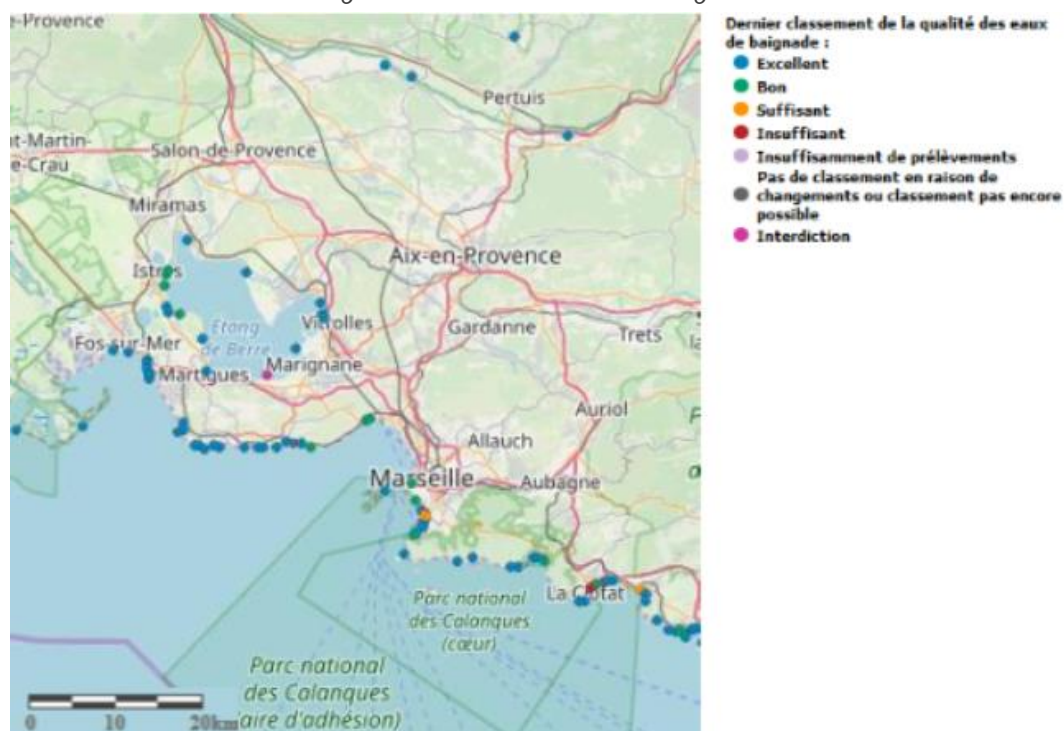 e-Provence
Dernier classement de la qualité des eaux
de baignade :
Excellent
Bon
Suffisant
Insuffisant
Insuffisamment de prélèvements
Pas de classement en raison de
changements ou classement pas encore
possible
Interdiction
Pertuis
nt-Martin-
e-Crau
Salon-de-Provence
Miramas
Aix-en-Provence
Istres
Étang
de Berre
Vitrolles
Gardanne
Trets
Fos-sur-Mer
Martigues
Marignane
Auriol
Allauch
Marseille
Aubagne
La Ciotat
Parc national
des Calanques
(cœur)
Parc national
des Calanques
(aire d'adhésion)
0 10 20km